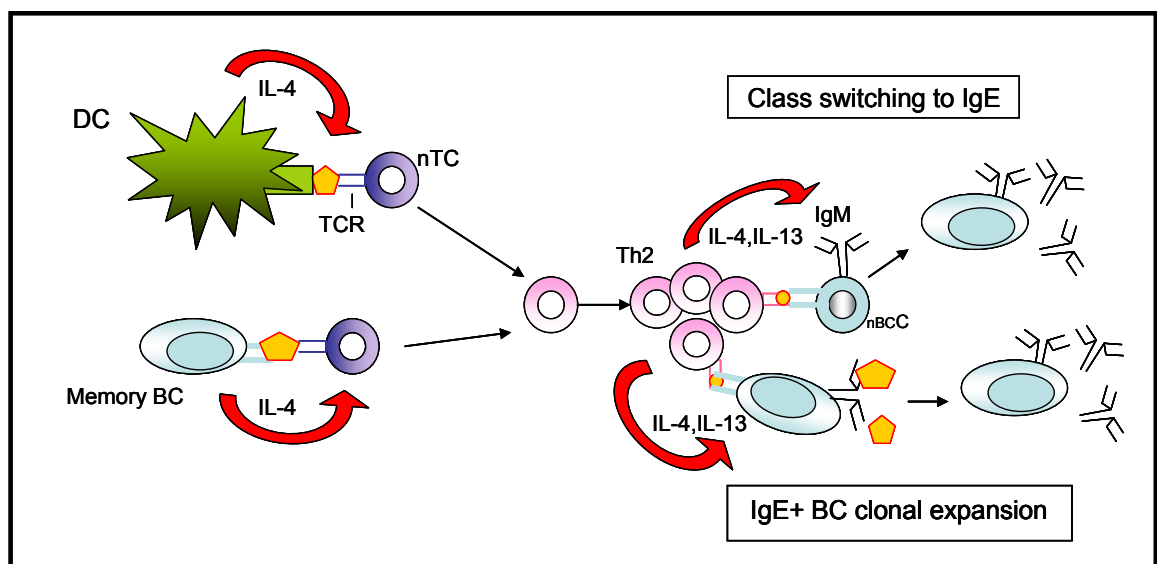 IL-4
DC
nTC
TCR
Class switching to IgE
IgM
IL-4,IL-13
Th2
nBCC
Memory BC
IL-4
IL-4,IL-13
IgE+ BC clonal expansion